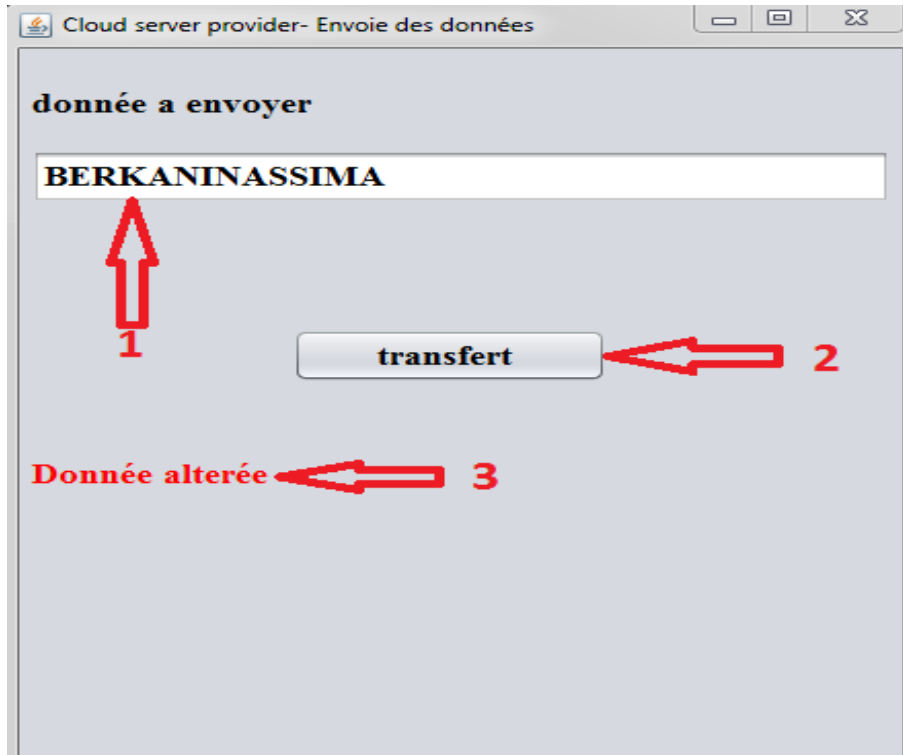 Cloud server provider- Envoie des données
donnée a envoyer
BERKANINASSIMA
1
transfert
2
Donnée alterée
3